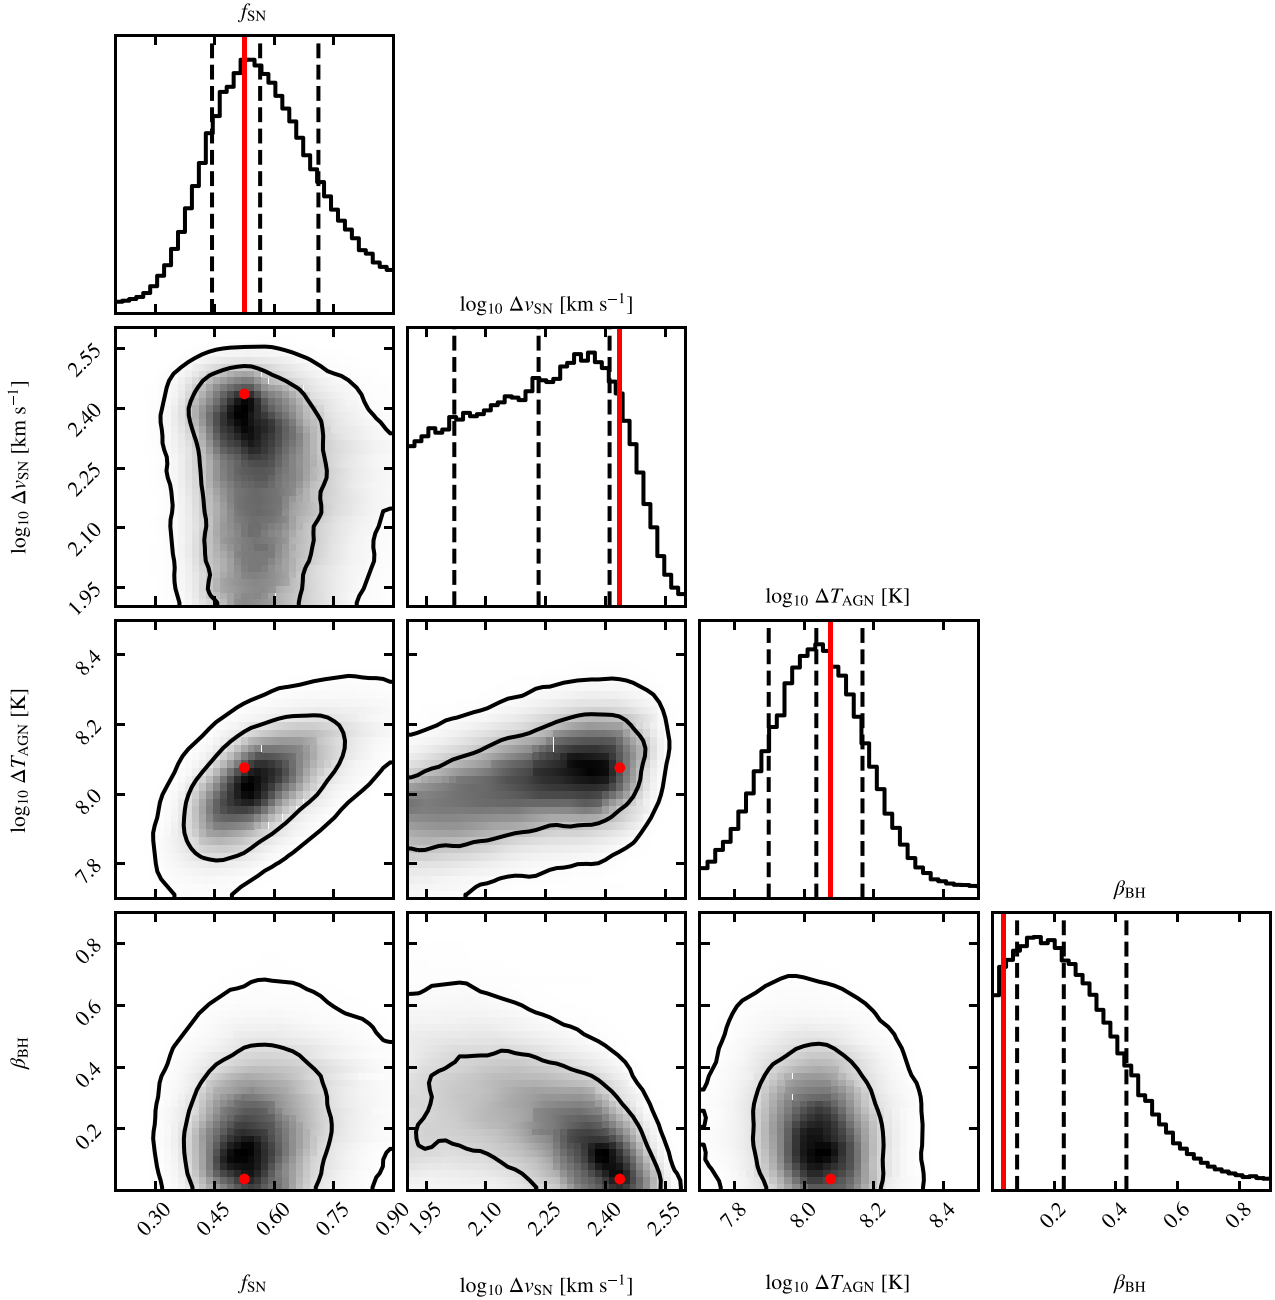 f_SN
log₁₀ Δv_SN [km s⁻¹]
2.55
2.40
2.25
2.10
1.95
log₁₀ Δv_SN [km s⁻¹]
log₁₀ ΔT_AGN [K]
8.4
8.2
8.0
7.8
log₁₀ ΔT_AGN [K]
β_BH
0.8
0.6
0.4
0.2
β_BH
0.30 0.45 0.60 0.75 0.90 1.95 2.10 2.25 2.40 2.55 7.8 8.0 8.2 8.4 0.2 0.4 0.6 0.8
f_SN log₁₀ Δv_SN [km s⁻¹] log₁₀ ΔT_AGN [K] β_BH